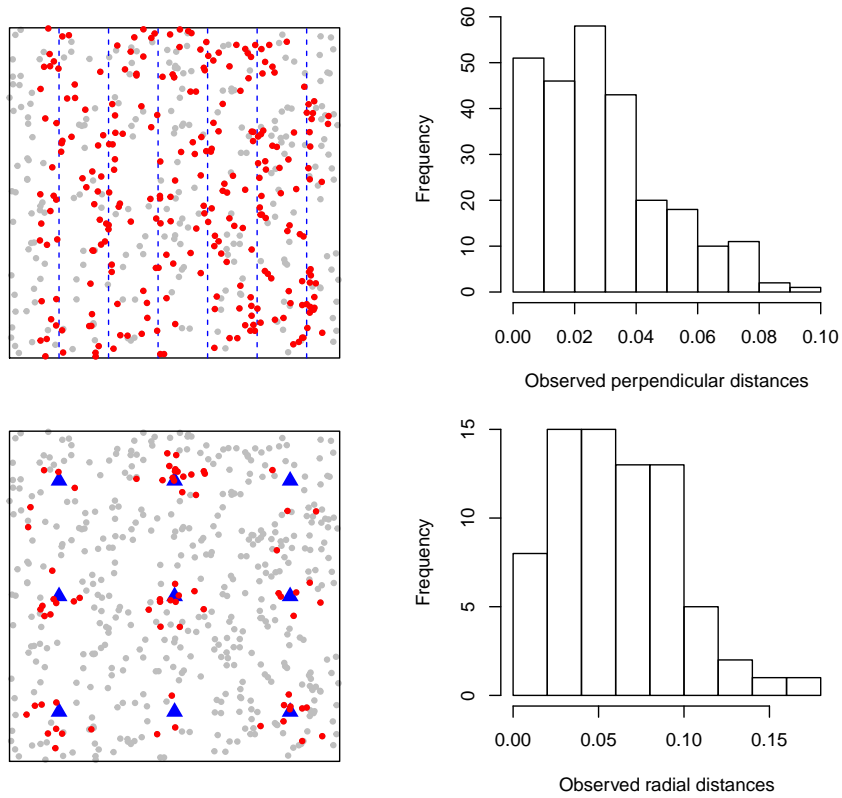 60
50
40
30
20
10
0
Frequency
0.00 0.02 0.04 0.06 0.08 0.10
Observed perpendicular distances
15
10
5
0
Frequency
0.00 0.05 0.10 0.15
Observed radial distances